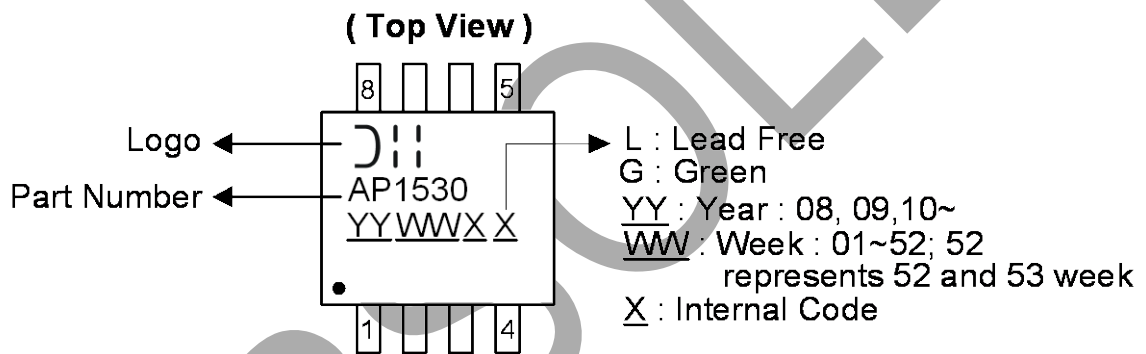 ( Top View )
8 5
Logo
Part Number
AP1530
YY WW X X
1 4
L : Lead Free
G : Green
YY : Year : 08, 09,10~
WW : Week : 01~52; 52
represents 52 and 53 week
X : Internal Code